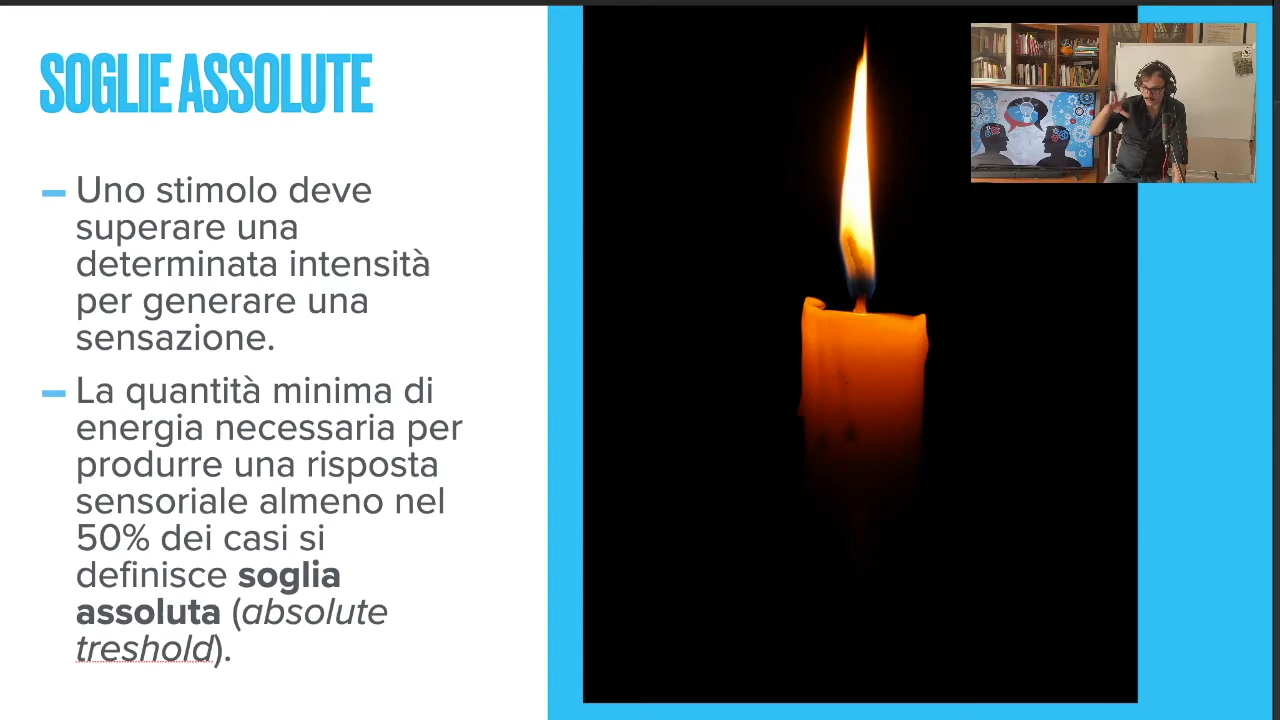 SOGLIE ASSOLUTE
Uno stimolo deve
superare una
determinata intensità
per generare una
sensazione.
La quantità minima di
energia necessaria per
produrre una risposta
sensoriale almeno nel
50% dei casi si
definisce soglia
assoluta (absolute
treshold).